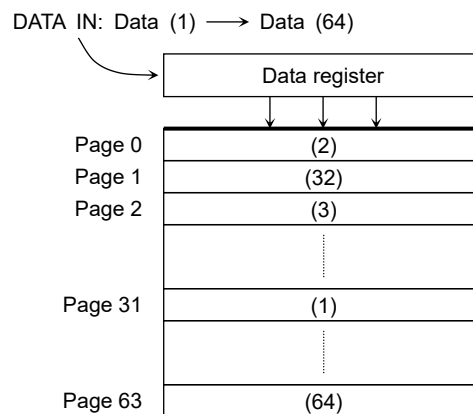 DATA IN: Data (1) → Data (64)
Data register
Page 0 (2)
Page 1 (32)
Page 2 (3)
Page 31 (1)
Page 63 (64)